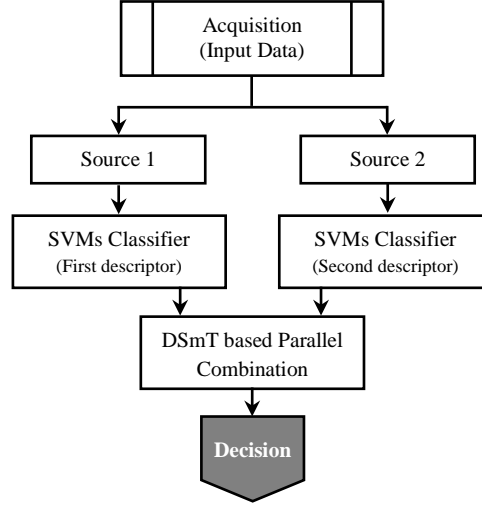 Acquisition
(Input Data)
Source 1
Source 2
SVMs Classifier
(First descriptor)
SVMs Classifier
(Second descriptor)
DSmT based Parallel
Combination
Decision